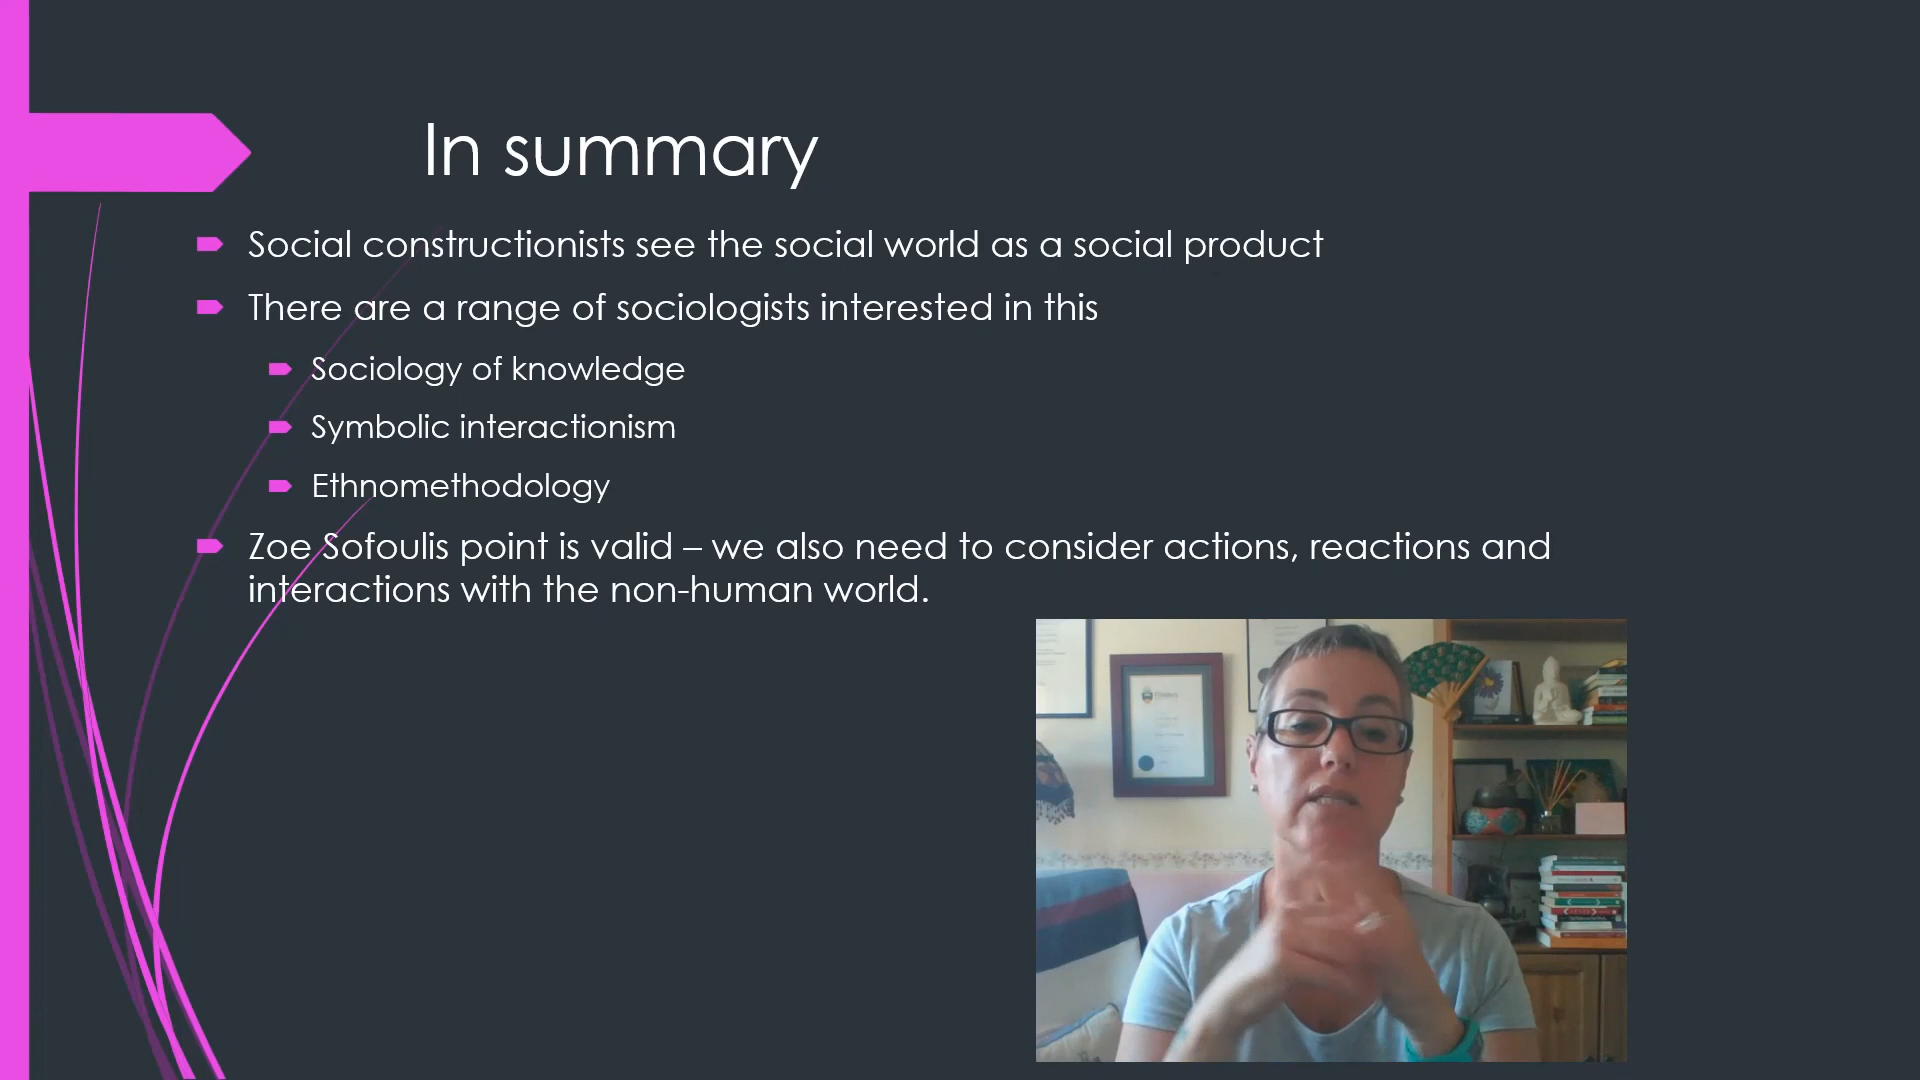 In summary
Social constructionists see the social world as a social product
There are a range of sociologists interested in this
Sociology of knowledge
Symbolic interactionism
Ethnomethodology
Zoe Sofoulis point is valid – we also need to consider actions, reactions and
interactions with the non-human world.